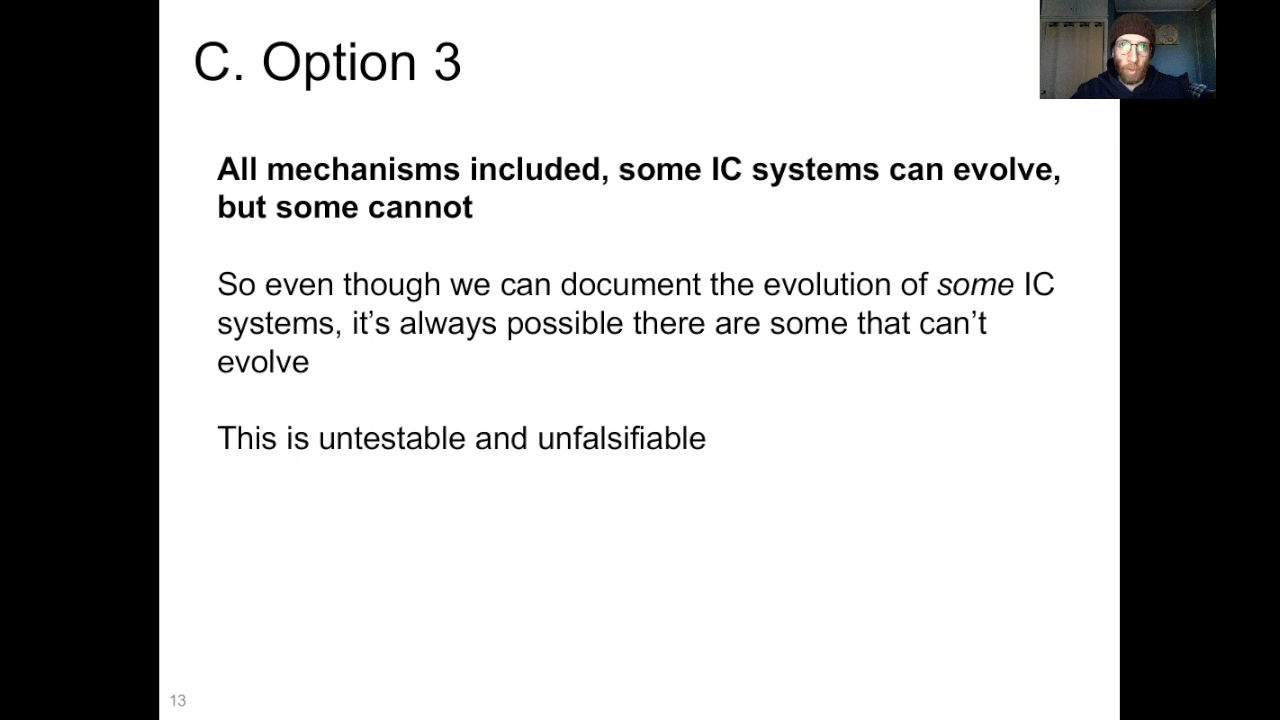 C. Option 3
All mechanisms included, some IC systems can evolve,
but some cannot
So even though we can document the evolution of some IC
systems, it’s always possible there are some that can’t
evolve
This is untestable and unfalsifiable
13